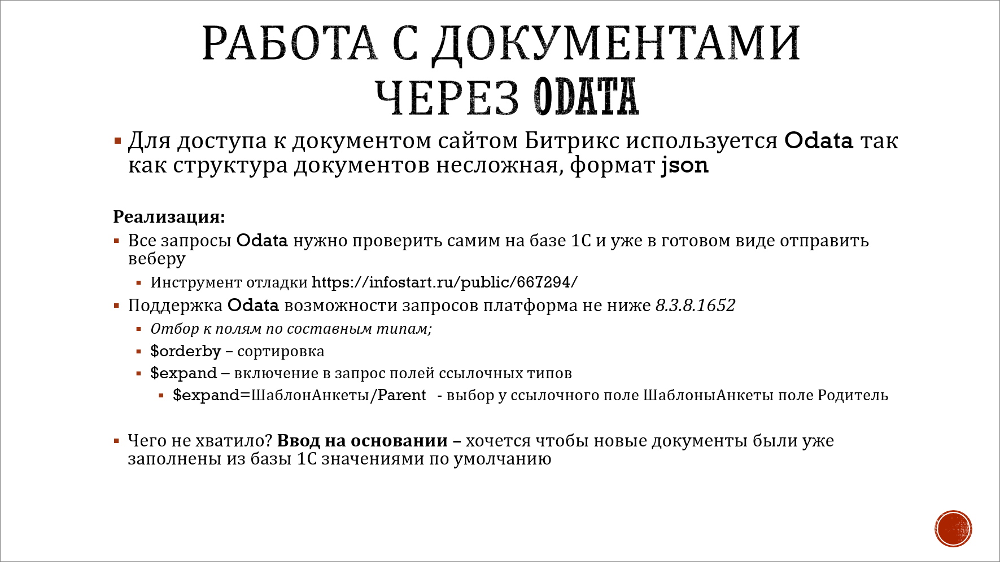 РАБОТА С ДОКУМЕНТАМИ
ЧЕРЕЗ ODATA
▪ Для доступа к документом сайтом Битрикс используется Odata так
как структура документов несложная, формат json
Реализация:
▪ Все запросы Odata нужно проверить самим на базе 1С и уже в готовом виде отправить
веберу
▪ Инструмент отладки https://infostart.ru/public/667294/
▪ Поддержка Odata возможности запросов платформа не ниже 8.3.8.1652
▪ Отбор к полям по составным типам;
▪ $orderby – сортировка
▪ $expand – включение в запрос полей ссылочных типов
▪ $expand=ШаблонАнкеты/Parent - выбор у ссылочного поле ШаблоныАнкеты поле Родитель
▪ Чего не хватило? Ввод на основании – хочется чтобы новые документы были уже
заполнены из базы 1С значениями по умолчанию